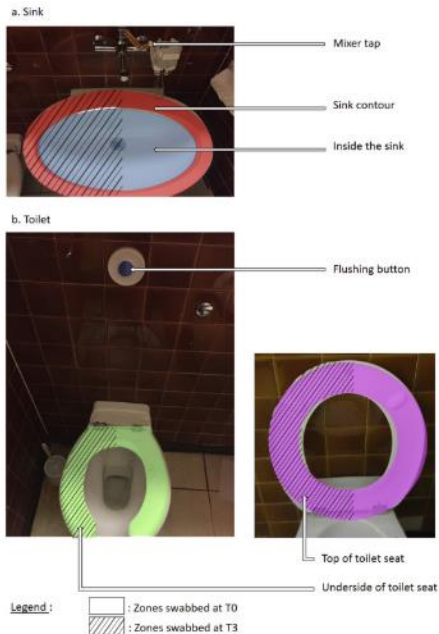 a. Sink
Mixer tap
Sink contour
Inside the sink
b. Toilet
Flushing button
Top of toilet seat
Underside of toilet seat
Legend :
: Zones swabbed at T0
: Zones swabbed at T3